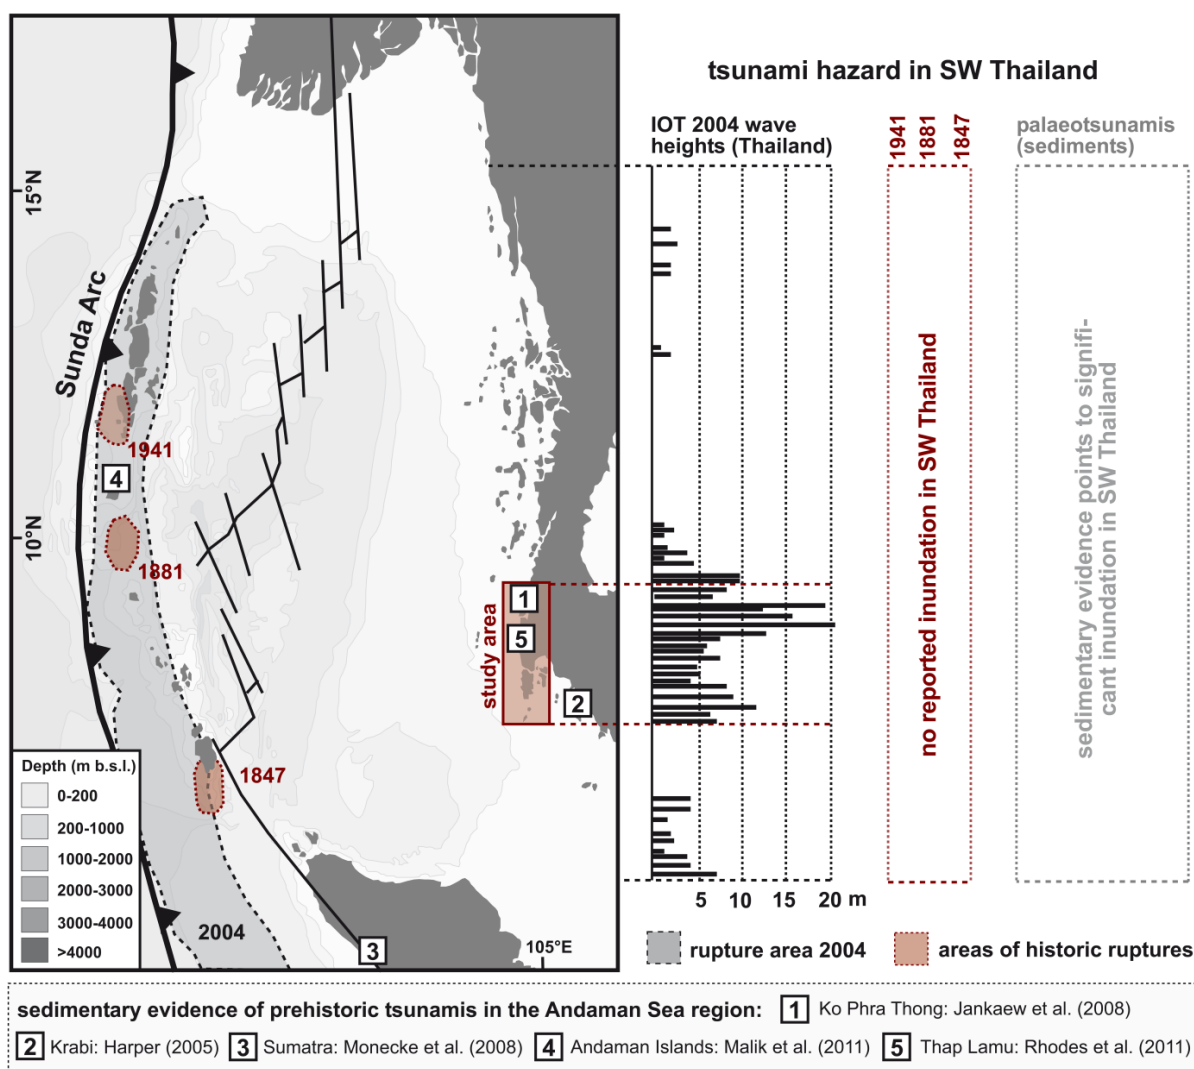 tsunami hazard in SW Thailand
IOT 2004 wave
heights (Thailand)
1941
1881
1847
palaeotsunamis
(sediments)
15°N
10°N
Sunda Arc
1941
4
1881
1847
2004
study area
1
5
2
3
105°E
no reported inundation in SW Thailand
sedimentary evidence points to signifi-
cant inundation in SW Thailand
5 10 15 20 m
Depth (m b.s.l.)
0-200
200-1000
1000-2000
2000-3000
3000-4000
>4000
rupture area 2004
areas of historic ruptures
sedimentary evidence of prehistoric tsunamis in the Andaman Sea region: 1 Ko Phra Thong: Jankaew et al. (2008)
2 Krabi: Harper (2005) 3 Sumatra: Monecke et al. (2008) 4 Andaman Islands: Malik et al. (2011) 5 Thap Lamu: Rhodes et al. (2011)